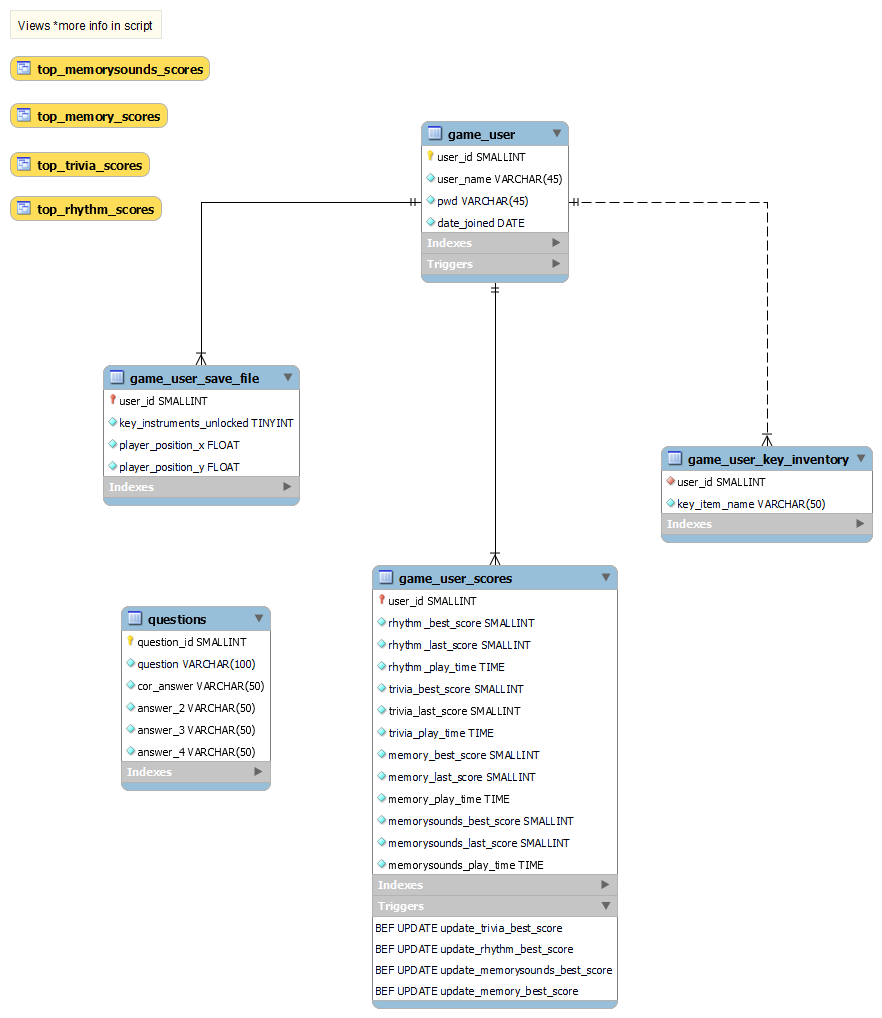 Views *more info in script
top_memorysounds_scores
top_memory_scores
top_trivia_scores
top_rhythm_scores
game_user
user_id SMALLINT
user_name VARCHAR(45)
pwd VARCHAR(45)
date_joined DATE
Indexes
Triggers
game_user_save_file
user_id SMALLINT
key_instruments_unlocked TINYINT
player_position_x FLOAT
player_position_y FLOAT
Indexes
game_user_key_inventory
user_id SMALLINT
key_item_name VARCHAR(50)
Indexes
questions
question_id SMALLINT
question VARCHAR(100)
cor_answer VARCHAR(50)
answer_2 VARCHAR(50)
answer_3 VARCHAR(50)
answer_4 VARCHAR(50)
Indexes
game_user_scores
user_id SMALLINT
rhythm_best_score SMALLINT
rhythm_last_score SMALLINT
rhythm_play_time TIME
trivia_best_score SMALLINT
trivia_last_score SMALLINT
trivia_play_time TIME
memory_best_score SMALLINT
memory_last_score SMALLINT
memory_play_time TIME
memorysounds_best_score SMALLINT
memorysounds_last_score SMALLINT
memorysounds_play_time TIME
Indexes
Triggers
BEF UPDATE update_trivia_best_score
BEF UPDATE update_rhythm_best_score
BEF UPDATE update_memorysounds_best_score
BEF UPDATE update_memory_best_score